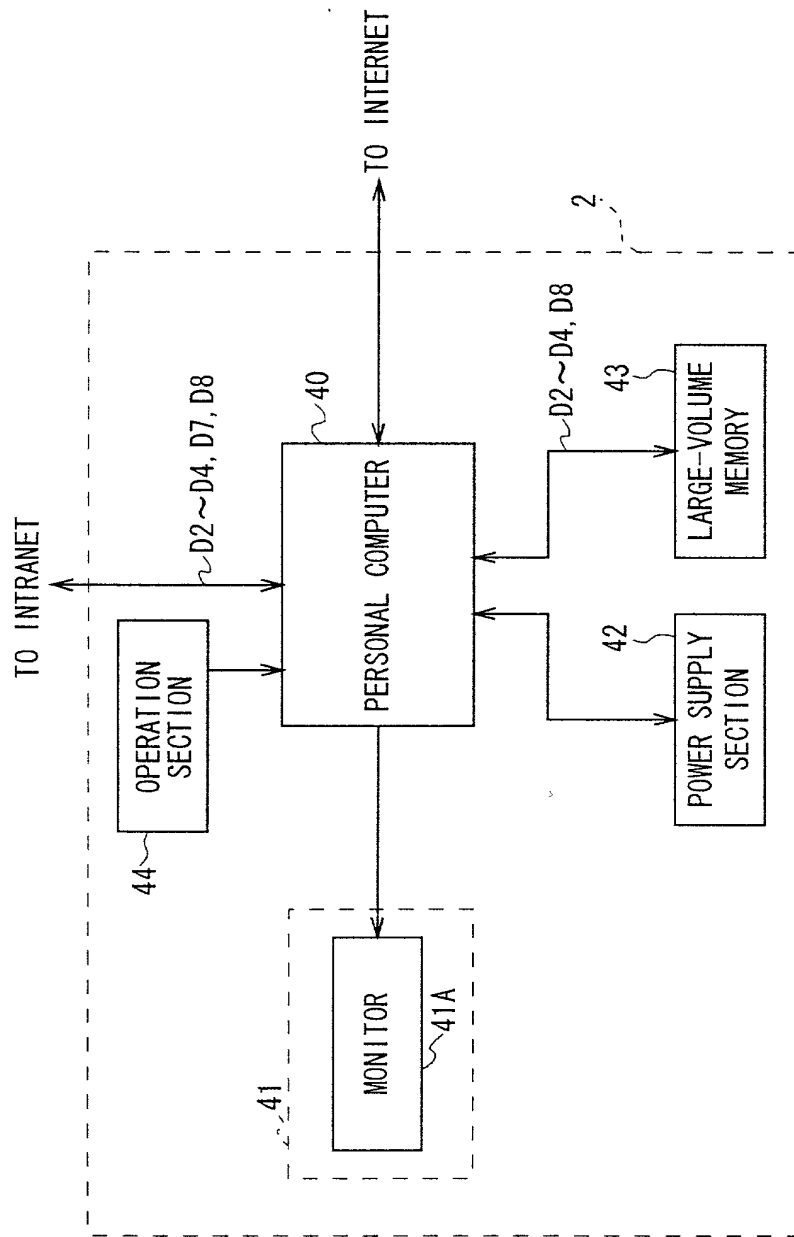 TO INTRANET
TO INTERNET
2
D2～D4, D7, D8
40
44
OPERATION
SECTION
PERSONAL COMPUTER
D2～D4, D8
41
MONITOR
41A
42
POWER SUPPLY
SECTION
43
LARGE-VOLUME
MEMORY